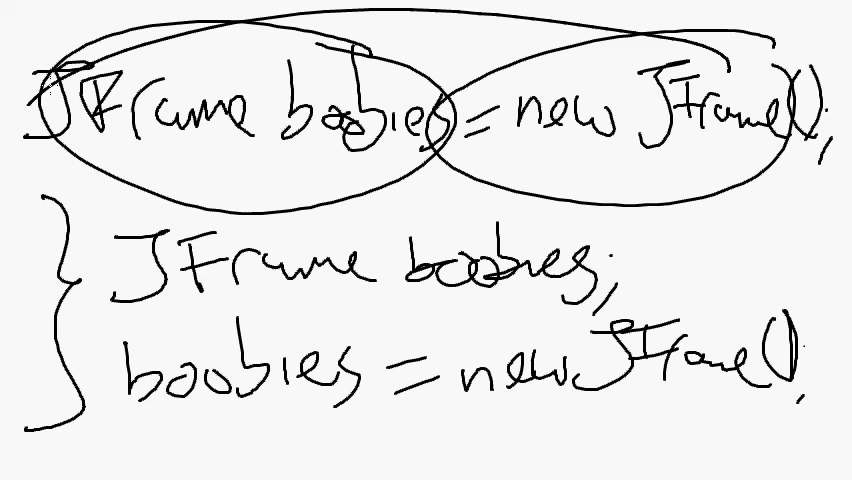 JFrame boobies = new JFrame();
JFrame boobies;
boobies = new JFrame();